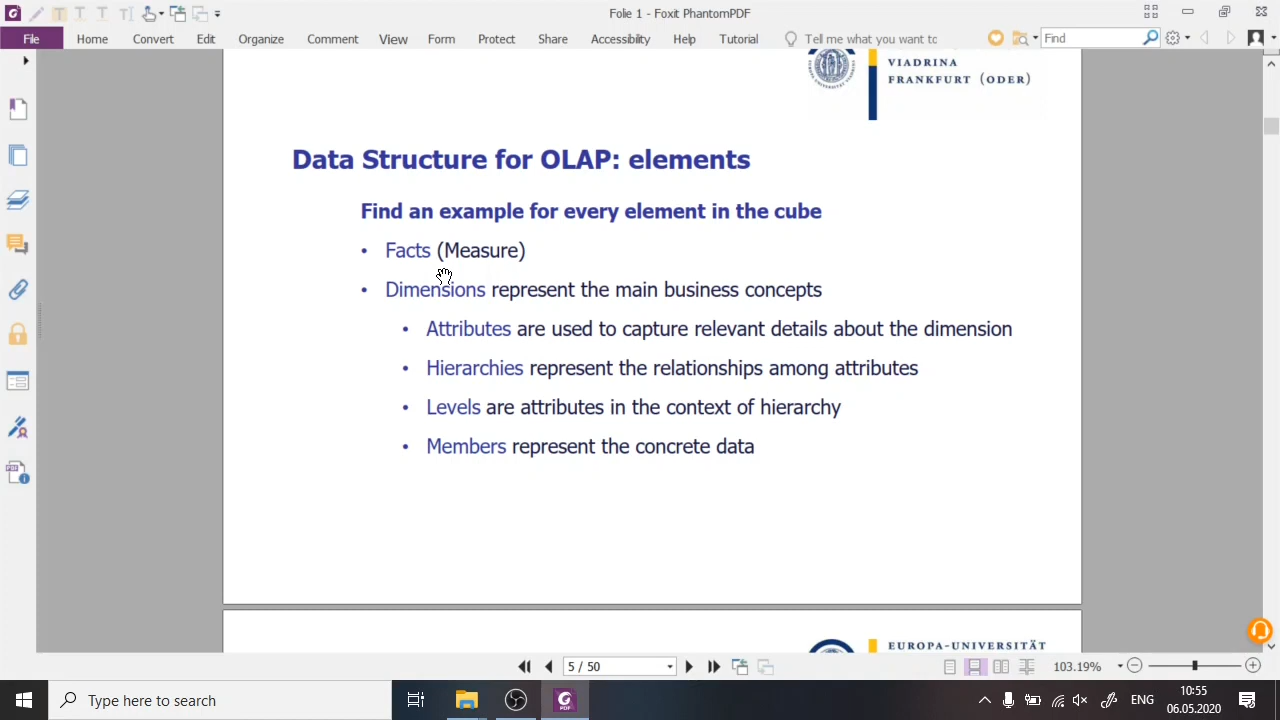 Folie 1 - Foxit PhantomPDF
File Home Convert Edit Organize Comment View Form Protect Share Accessibility Help Tutorial Tell me what you want to Find
VIADRINA
FRANKFURT (ODER)
Data Structure for OLAP: elements
Find an example for every element in the cube
• Facts (Measure)
• Dimensions represent the main business concepts
• Attributes are used to capture relevant details about the dimension
• Hierarchies represent the relationships among attributes
• Levels are attributes in the context of hierarchy
• Members represent the concrete data
EUROPA-UNIVERSITÄT
5 / 50 103.19%
Type here to search ENG 10:55
06.05.2020